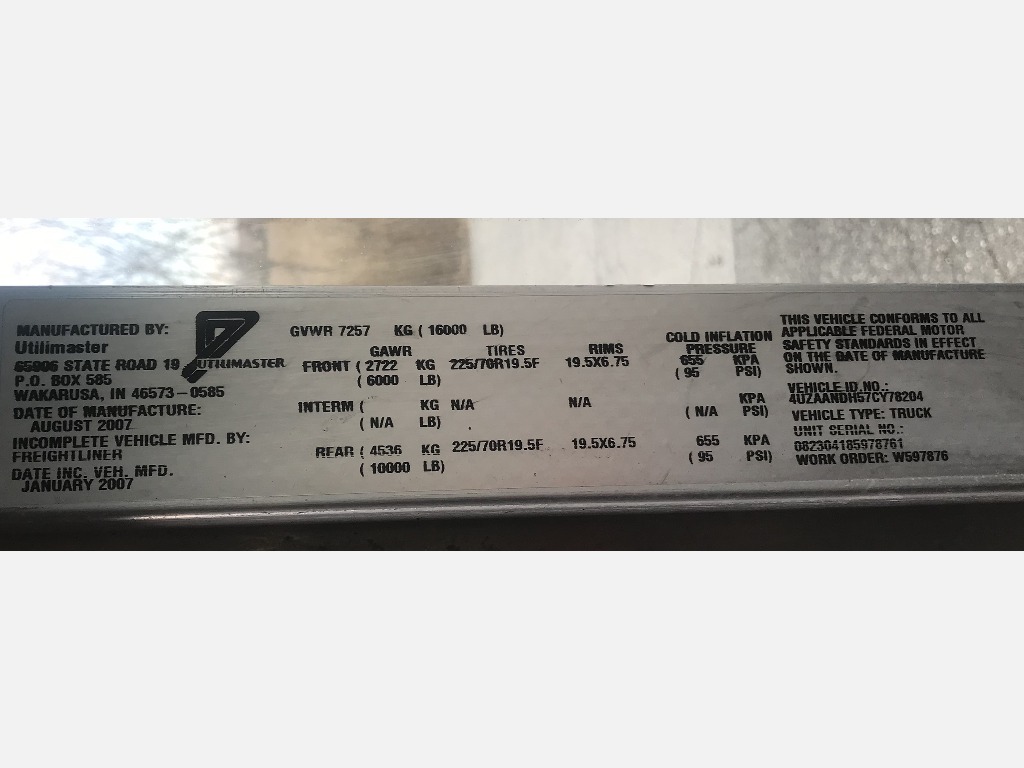 MANUFACTURED BY:
Utilimaster
65906 STATE ROAD 19
P.O. BOX 585
WAKARUSA, IN 46573-0585
DATE OF MANUFACTURE:
AUGUST 2007
INCOMPLETE VEHICLE MFD. BY:
FREIGHTLINER
DATE INC. VEH. MFD.
JANUARY 2007
UTILIMASTER
GVWR 7257 KG ( 16000 LB)
GAWR TIRES RIMS COLD INFLATION PRESSURE
FRONT ( 2722 KG 225/70R19.5F 19.5X6.75 655 KPA
( 6000 LB) ( 95 PSI)
INTERM ( KG N/A N/A KPA
( N/A LB) ( N/A PSI)
REAR ( 4536 KG 225/70R19.5F 19.5X6.75 655 KPA
( 10000 LB) ( 95 PSI)
THIS VEHICLE CONFORMS TO ALL
APPLICABLE FEDERAL MOTOR
SAFETY STANDARDS IN EFFECT
ON THE DATE OF MANUFACTURE
SHOWN.
VEHICLE ID.NO.:
4UZAANDH57CY78204
VEHICLE TYPE: TRUCK
UNIT SERIAL NO.:
082304185978761
WORK ORDER: W597876